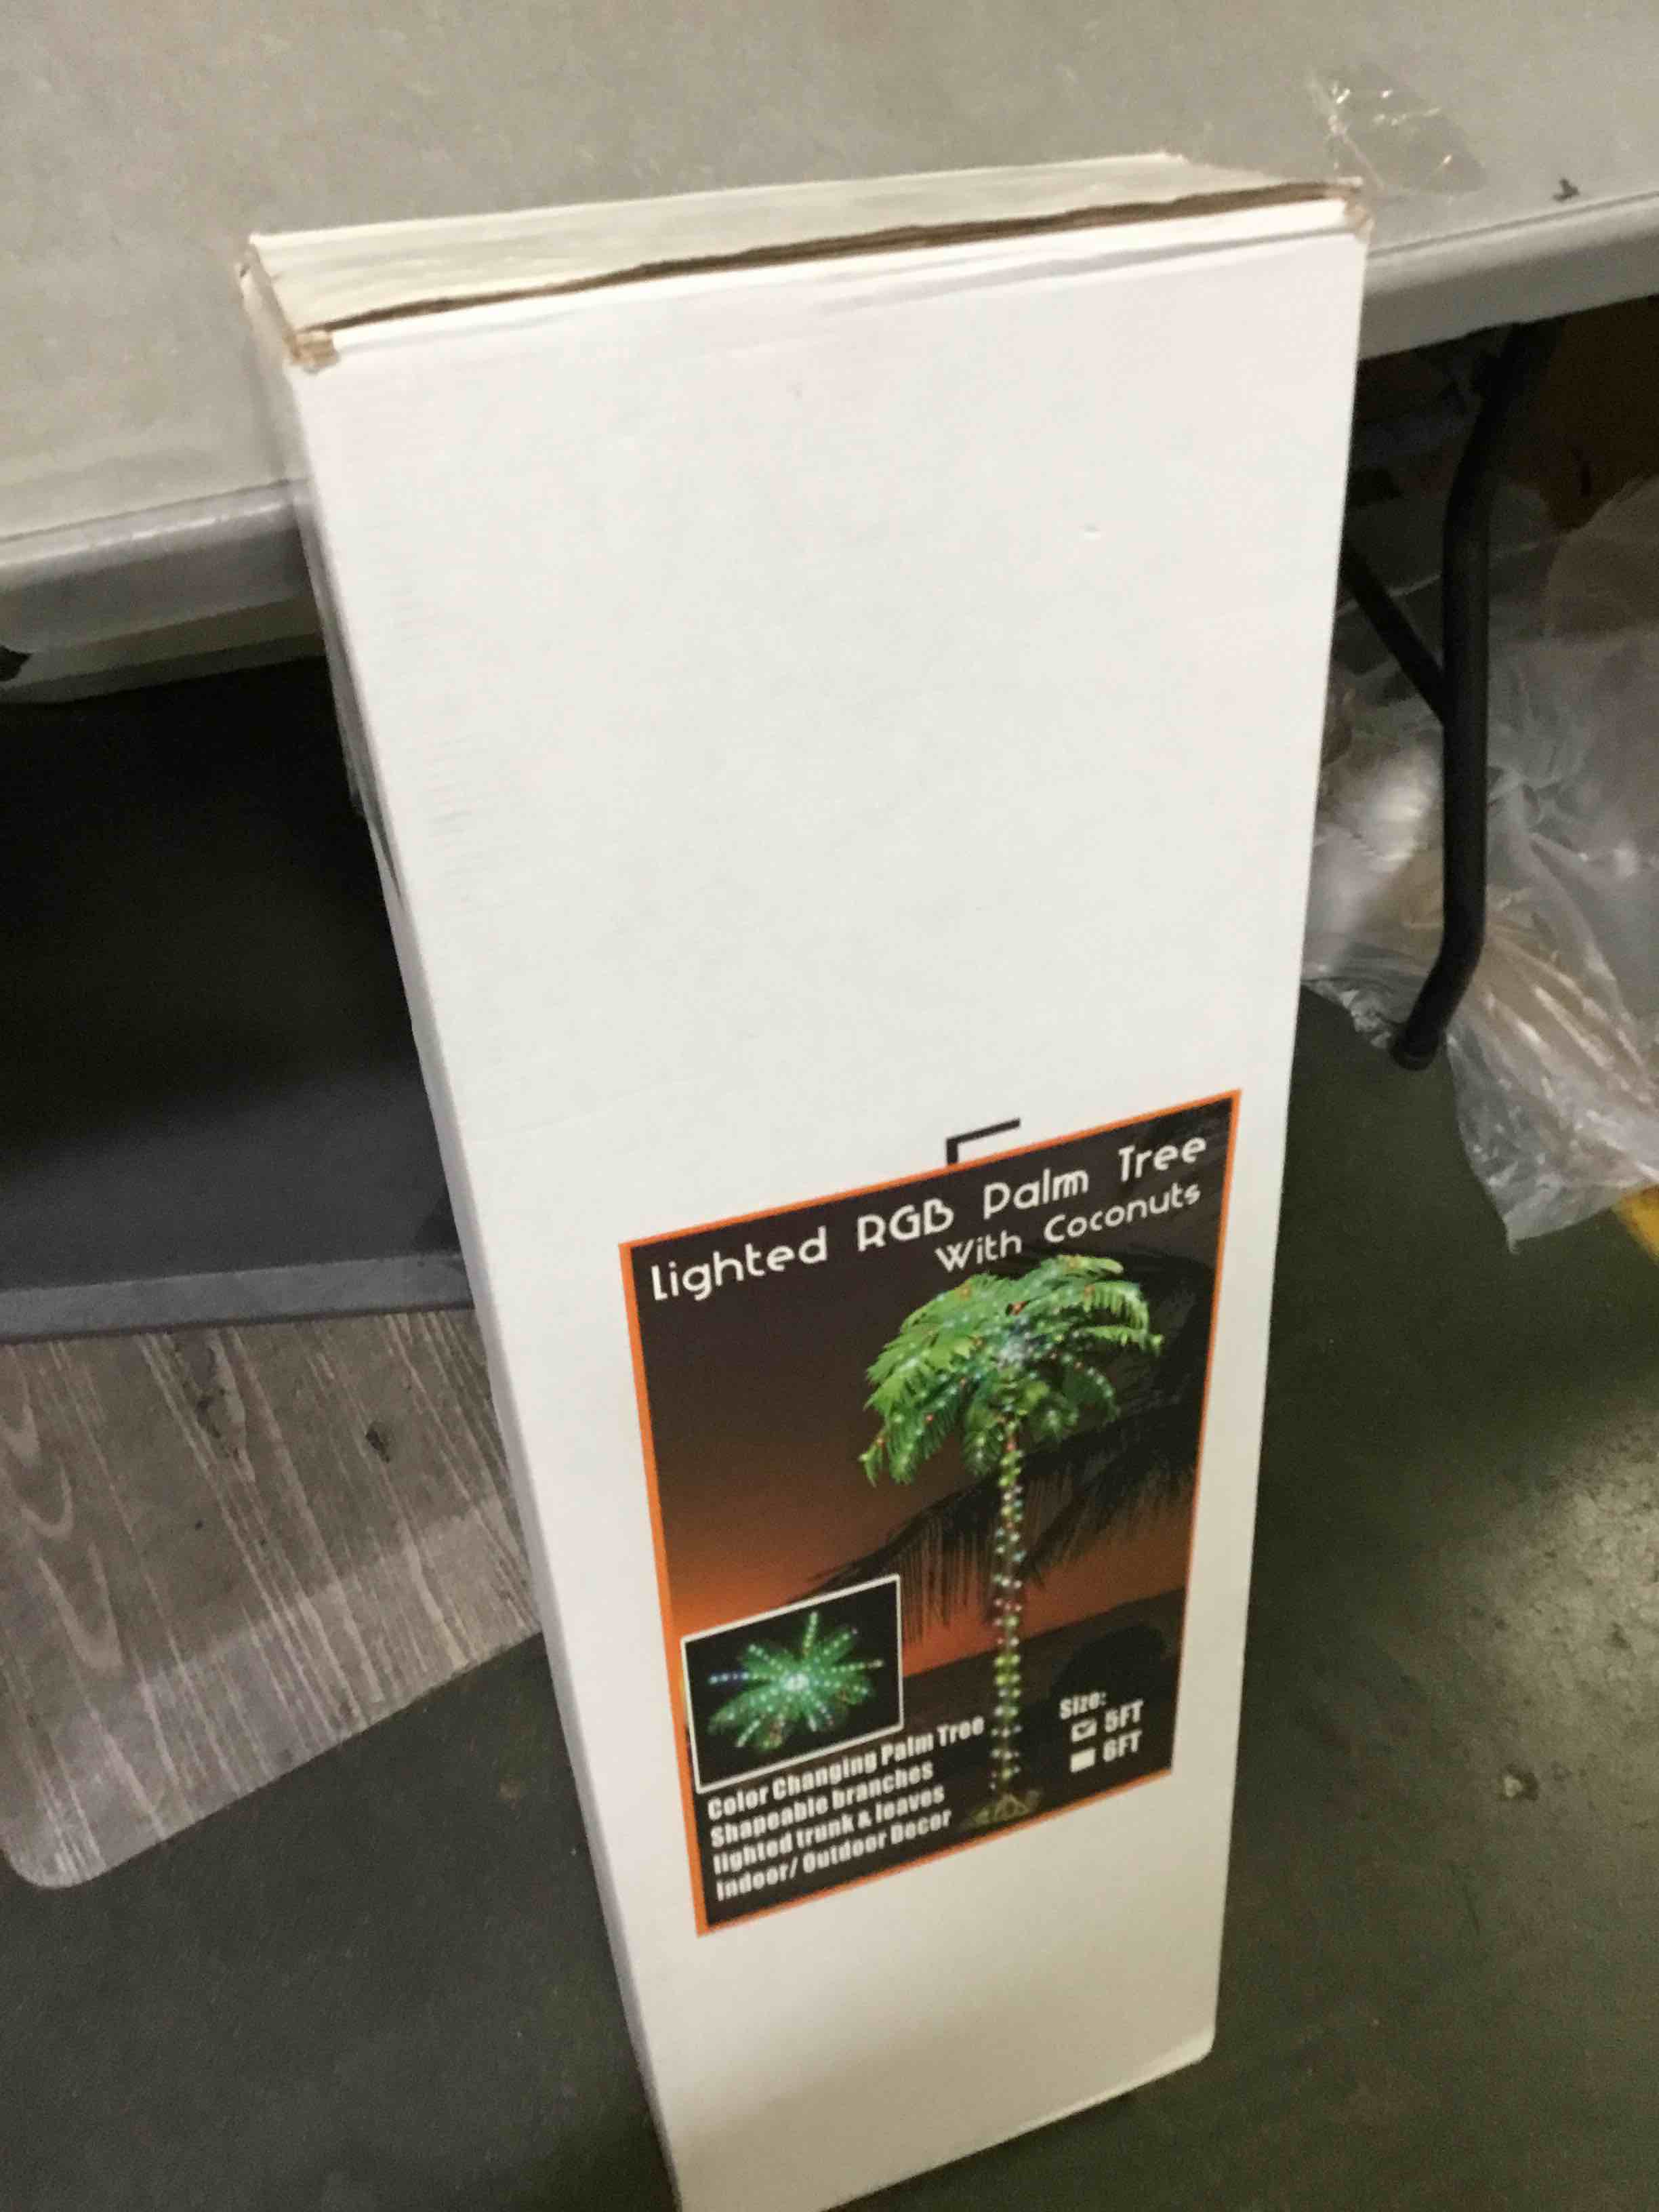 Lighted RGB Palm Tree
With Coconuts
Color Changing Palm Tree
Shapeable branches
lighted trunk & leaves
Indoor/ Outdoor Decor
Size:
5FT
6FT